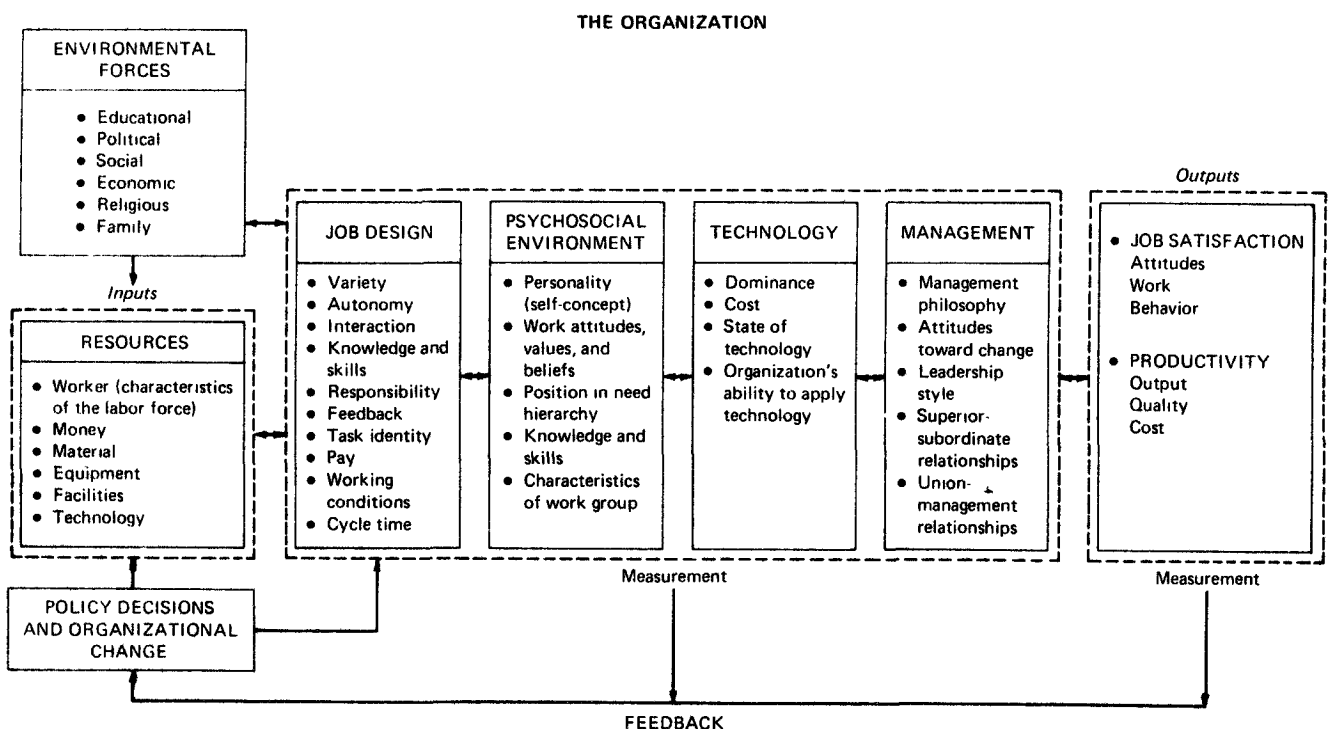 THE ORGANIZATION
ENVIRONMENTAL
FORCES
• Educational
• Political
• Social
• Economic
• Religious
• Family
Inputs
RESOURCES
• Worker (characteristics
of the labor force)
• Money
• Material
• Equipment
• Facilities
• Technology
POLICY DECISIONS
AND ORGANIZATIONAL
CHANGE
JOB DESIGN
• Variety
• Autonomy
• Interaction
• Knowledge and
skills
• Responsibility
• Feedback
• Task identity
• Pay
• Working
conditions
• Cycle time
PSYCHOSOCIAL
ENVIRONMENT
• Personality
(self-concept)
• Work attitudes,
values, and
beliefs
• Position in need
hierarchy
• Knowledge and
skills
• Characteristics
of work group
TECHNOLOGY
• Dominance
• Cost
• State of
technology
• Organization's
ability to apply
technology
MANAGEMENT
• Management
philosophy
• Attitudes
toward change
• Leadership
style
• Superior-
subordinate
relationships
• Union-
management
relationships
Outputs
• JOB SATISFACTION
Attitudes
Work
Behavior
• PRODUCTIVITY
Output
Quality
Cost
Measurement
Measurement
FEEDBACK